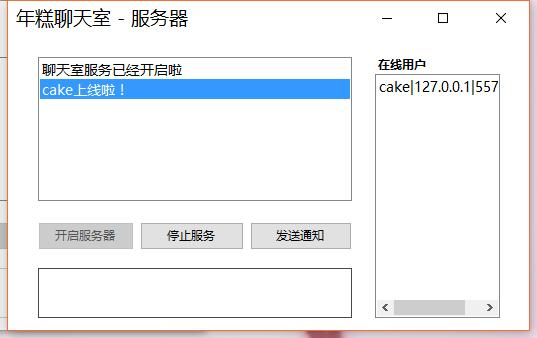 年糕聊天室 - 服务器
聊天室服务已经开启啦
cake上线啦！
在线用户
cake|127.0.0.1|557
开启服务器
停止服务
发送通知